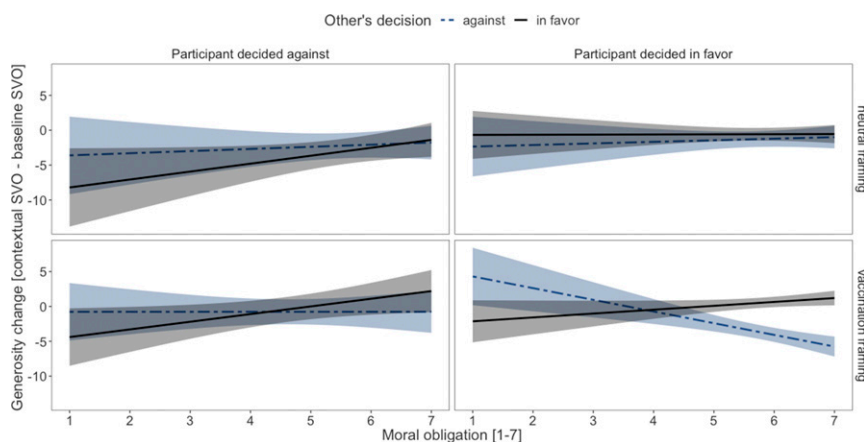 Other's decision against in favor
Participant decided against Participant decided in favor
Generosity change [contextual SVO - baseline SVO]
5
0
-5
-10
Neutral framing
5
0
-5
-10
Vaccination framing
1 2 3 4 5 6 7 1 2 3 4 5 6 7
Moral obligation [1-7]